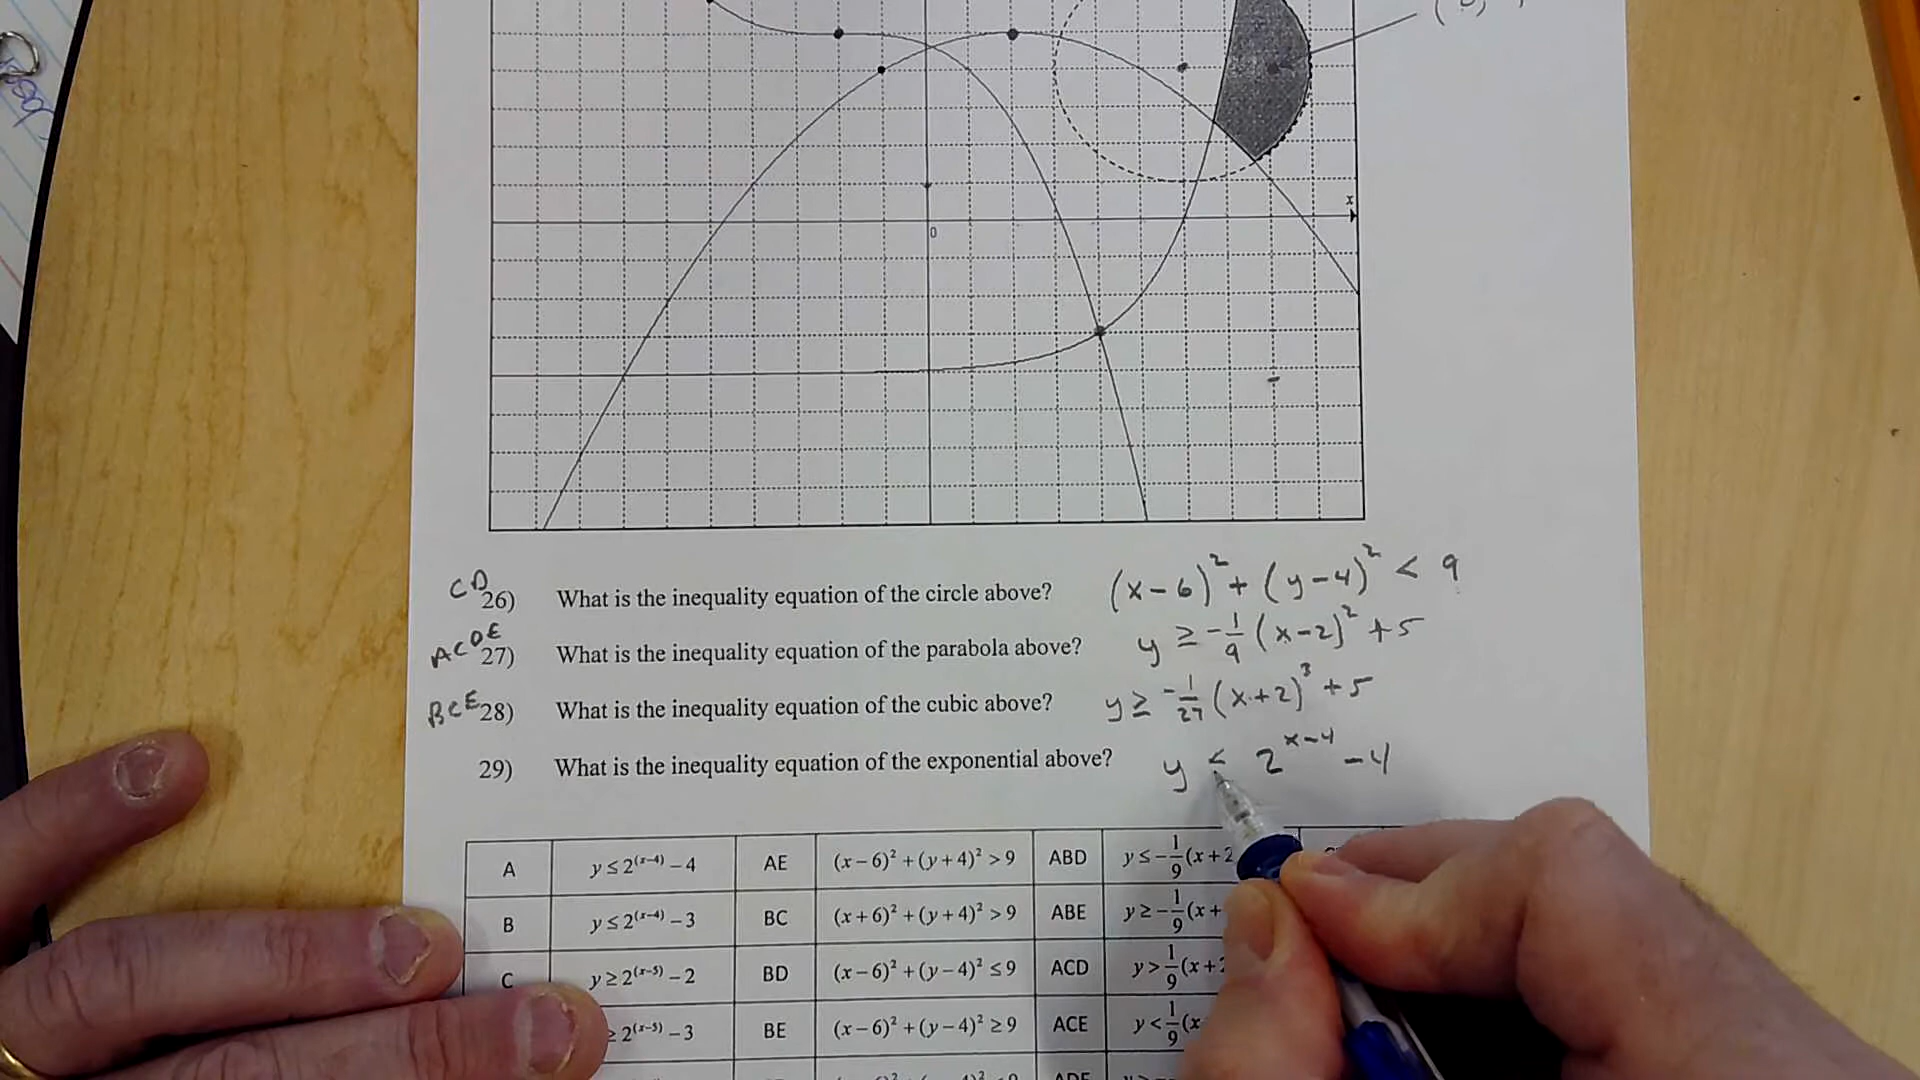 x
0
CD 26) What is the inequality equation of the circle above? (x-6)² + (y-4)² < 9
ACDE 27) What is the inequality equation of the parabola above? y ≥ -1/9 (x-2)² + 5
BCE 28) What is the inequality equation of the cubic above? y ≥ -1/27 (x+2)³ + 5
29) What is the inequality equation of the exponential above? y < 2^(x-4) - 4
A y ≤ 2^(x-4) - 4 AE (x-6)² + (y+4)² > 9 ABD y ≤ -1/9 (x+2
B y ≤ 2^(x-4) - 3 BC (x+6)² + (y+4)² > 9 ABE y ≥ -1/9 (x+
C y ≥ 2^(x-5) - 2 BD (x-6)² + (y-4)² ≤ 9 ACD y > 1/9 (x+2
≥ 2^(x-5) - 3 BE (x-6)² + (y-4)² ≥ 9 ACE y < 1/9 (x